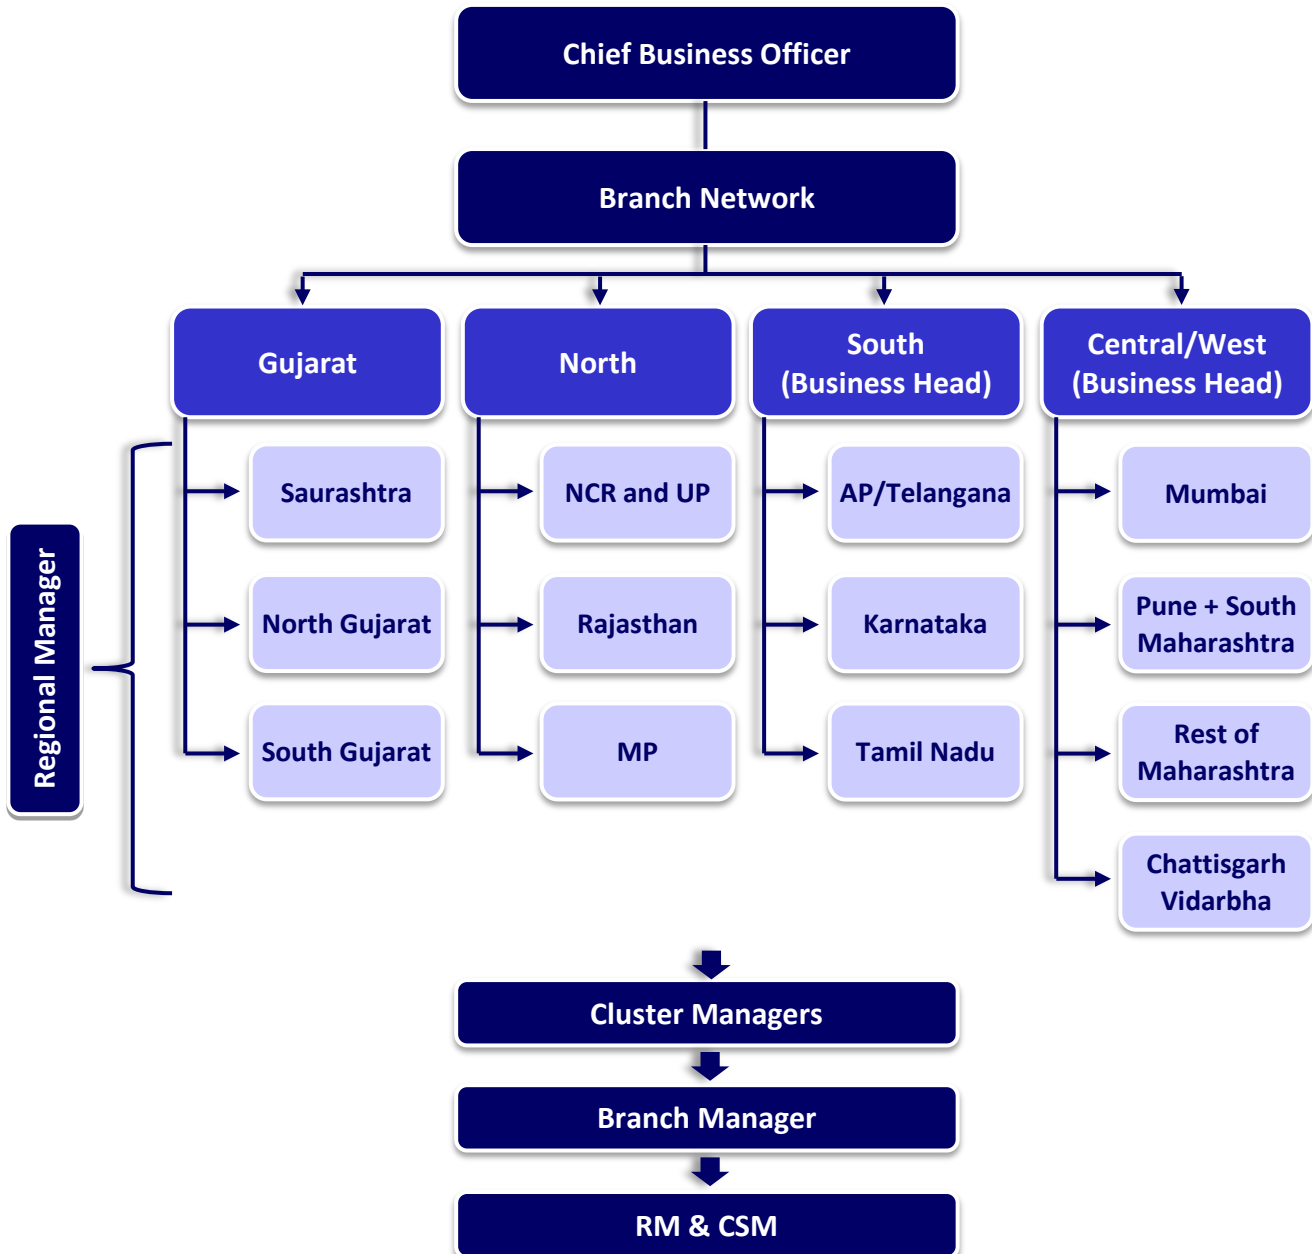 Chief Business Officer
Branch Network
Gujarat
North
South
(Business Head)
Central/West
(Business Head)
Regional Manager
Saurashtra
NCR and UP
AP/Telangana
Mumbai
North Gujarat
Rajasthan
Karnataka
Pune + South
Maharashtra
South Gujarat
MP
Tamil Nadu
Rest of
Maharashtra
Chattisgarh
Vidarbha
Cluster Managers
Branch Manager
RM & CSM